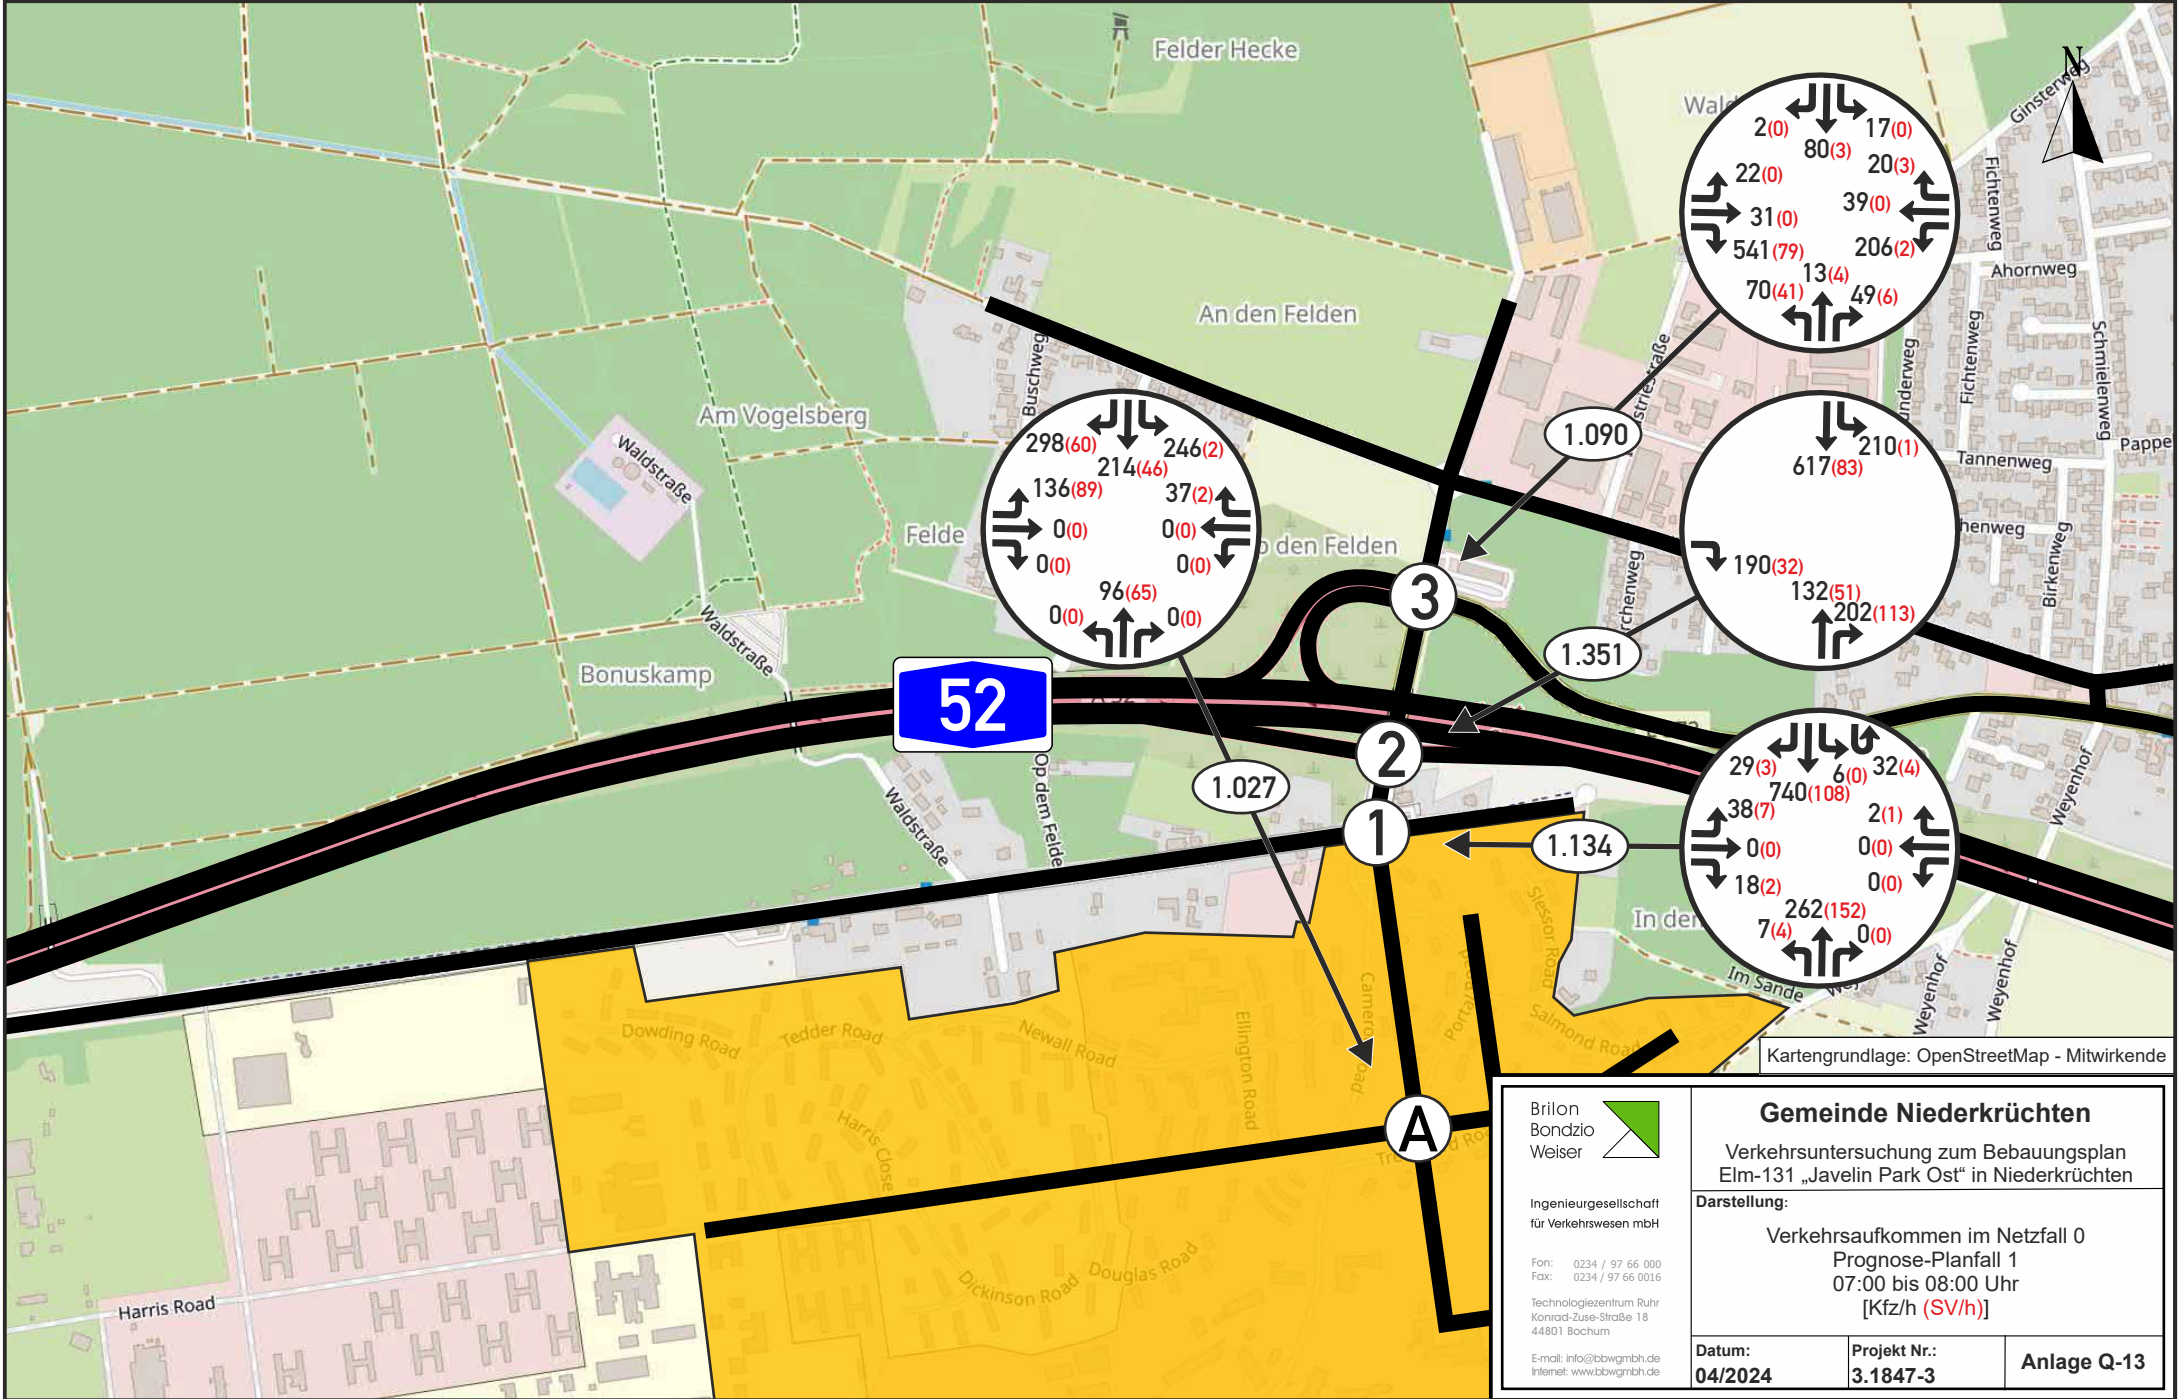 Felder Hecke
N
Ginsterweg
Fichtenweg
2(0)
17(0)
80(3)
20(3)
22(0)
39(0)
31(0)
541(79)
206(2)
13(4)
70(41)
49(6)
Ahornweg
Fichtenweg
Schmielenweg
An den Felden
Buschweg
Am Vogelsberg
Waldstraße
298(60)
246(2)
214(46)
136(89)
37(2)
0(0)
0(0)
0(0)
0(0)
96(65)
0(0)
0(0)
1.090
210(1)
617(83)
190(32)
132(51)
202(113)
Tannenweg
Birkenweg
Felde
den Felden
3
1.351
Waldstraße
Bonuskamp
52
2
1.027
1
1.134
Op dem Felde
Waldstraße
29(3)
6(0)
32(4)
740(108)
38(7)
2(1)
0(0)
0(0)
18(2)
0(0)
262(152)
7(4)
0(0)
Weyenhof
Weyenhof
Weyenhof
Im Sande
Slessor Road
Salmond Road
Dowding Road
Tedder Road
Newall Road
Ellington Road
Harris Close
A
Dickinson Road
Douglas Road
Harris Road
Kartengrundlage: OpenStreetMap - Mitwirkende
Brilon
Bondzio
Weiser
Ingenieurgesellschaft
für Verkehrswesen mbH
Fon: 0234 / 97 66 000
Fax: 0234 / 97 66 0016
Technologiezentrum Ruhr
Konrad-Zuse-Straße 18
44801 Bochum
E-mail: info@bbwgmbh.de
Internet: www.bbwgmbh.de
Gemeinde Niederkrüchten
Verkehrsuntersuchung zum Bebauungsplan
Elm-131 „Javelin Park Ost“ in Niederkrüchten
Darstellung:
Verkehrsaufkommen im Netzfall 0
Prognose-Planfall 1
07:00 bis 08:00 Uhr
[Kfz/h (SV/h)]
Datum:
04/2024
Projekt Nr.:
3.1847-3
Anlage Q-13